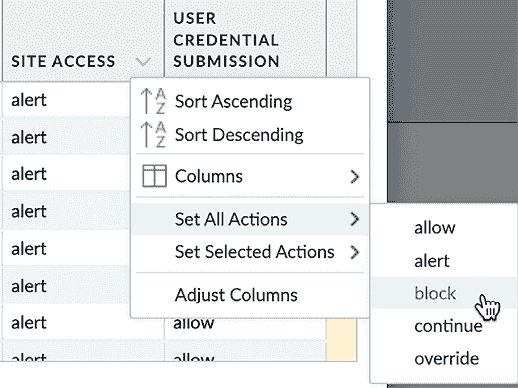 USER
CREDENTIAL
SITE ACCESS SUBMISSION
alert
alert
alert
alert
alert
alert
alert allow
alert allow
Sort Ascending
Sort Descending
Columns
Set All Actions
Set Selected Actions
Adjust Columns
allow
alert
block
continue
override